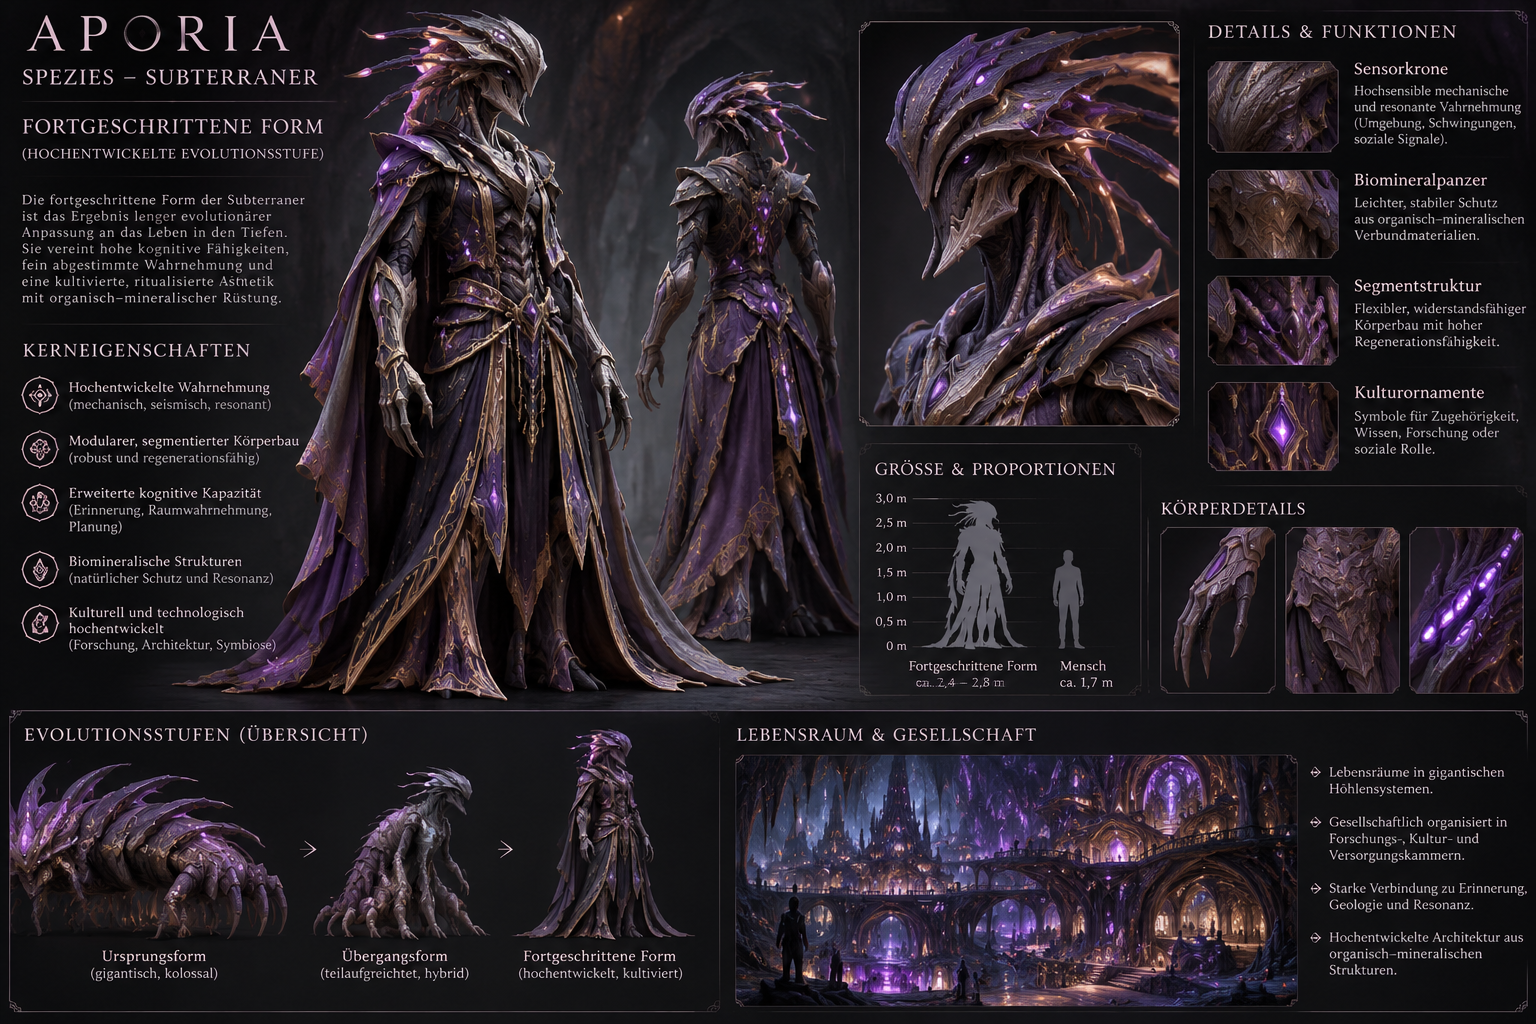 APORIA
SPEZIES – SUBTERRANER
FORTGESCHRITTENE FORM
(HOCHENTWICKELTE EVOLUTIONSSTUFE)
Die fortgeschrittene Form der Subterraner
ist das Ergebnis lenger evolutionärer
Anpassung an das Leben in den Tiefen.
Sie vereint hohe kognitive Fähigkeiten,
fein abgestimmte Wahrnehmung und
eine kultivierte, ritualisierte Astnetik
mit organisch–mineralischer Rüstung.
KERNEIGENSCHAFTEN
Hochentwickelte Wahrnehmung
(mechanisch, seismisch, resonant)
Modularer, segmentierter Körperbau
(robust und regenerationsfähig)
Erweiterte kognitive Kapazität
(Erinnerung, Raumwahrnehmung,
Planung)
Biomineralische Strukturen
(natürlicher Schutz und Resonanz)
Kulturell und technologisch
hochentwickelt
(Forschung, Architektur, Symbiose)
DETAILS & FUNKTIONEN
Sensorkrone
Hochsensible mechanische
und resonante Vahrnehmung
(Umgebung, Schwingungen,
soziale Signale).
Biomineralpanzer
Leichter, stabiler Schutz
aus organisch–mineralischen
Verbundmaterialien.
Segmentstruktur
Flexibler, widerstandsfähiger
Körperbau mit hoher
Regenerationsfähigkeit.
Kulturornamente
Symbole für Zugehörigkeit,
Wissen, Forschung oder
soziale Rolle.
GRÖSSE & PROPORTIONEN
3,0 m
2,5 m
2,0 m
1,5 m
1,0 m
0,5 m
0 m
Fortgeschrittene Form
ca. 2,4 – 2,8 m
Mensch
ca. 1,7 m
KÖRPERDETAILS
EVOLUTIONSSTUFEN (ÜBERSICHT)
Ursprungsform
(gigantisch, kolossal)
Übergangsform
(teilaufgreichtet, hybrid)
Fortgeschrittene Form
(hochentwickelt, kultiviert)
LEBENSRAUM & GESELLSCHAFT
Lebensräume in gigantischen
Höhlensystemen.
Gesellschaftlich organisiert in
Forschungs-, Kultur- und
Versorgungskammern.
Starke Verbindung zu Erinnerung,
Geologie und Resonanz.
Hochentwickelte Architektur aus
organisch–mineralischen
Strukturen.